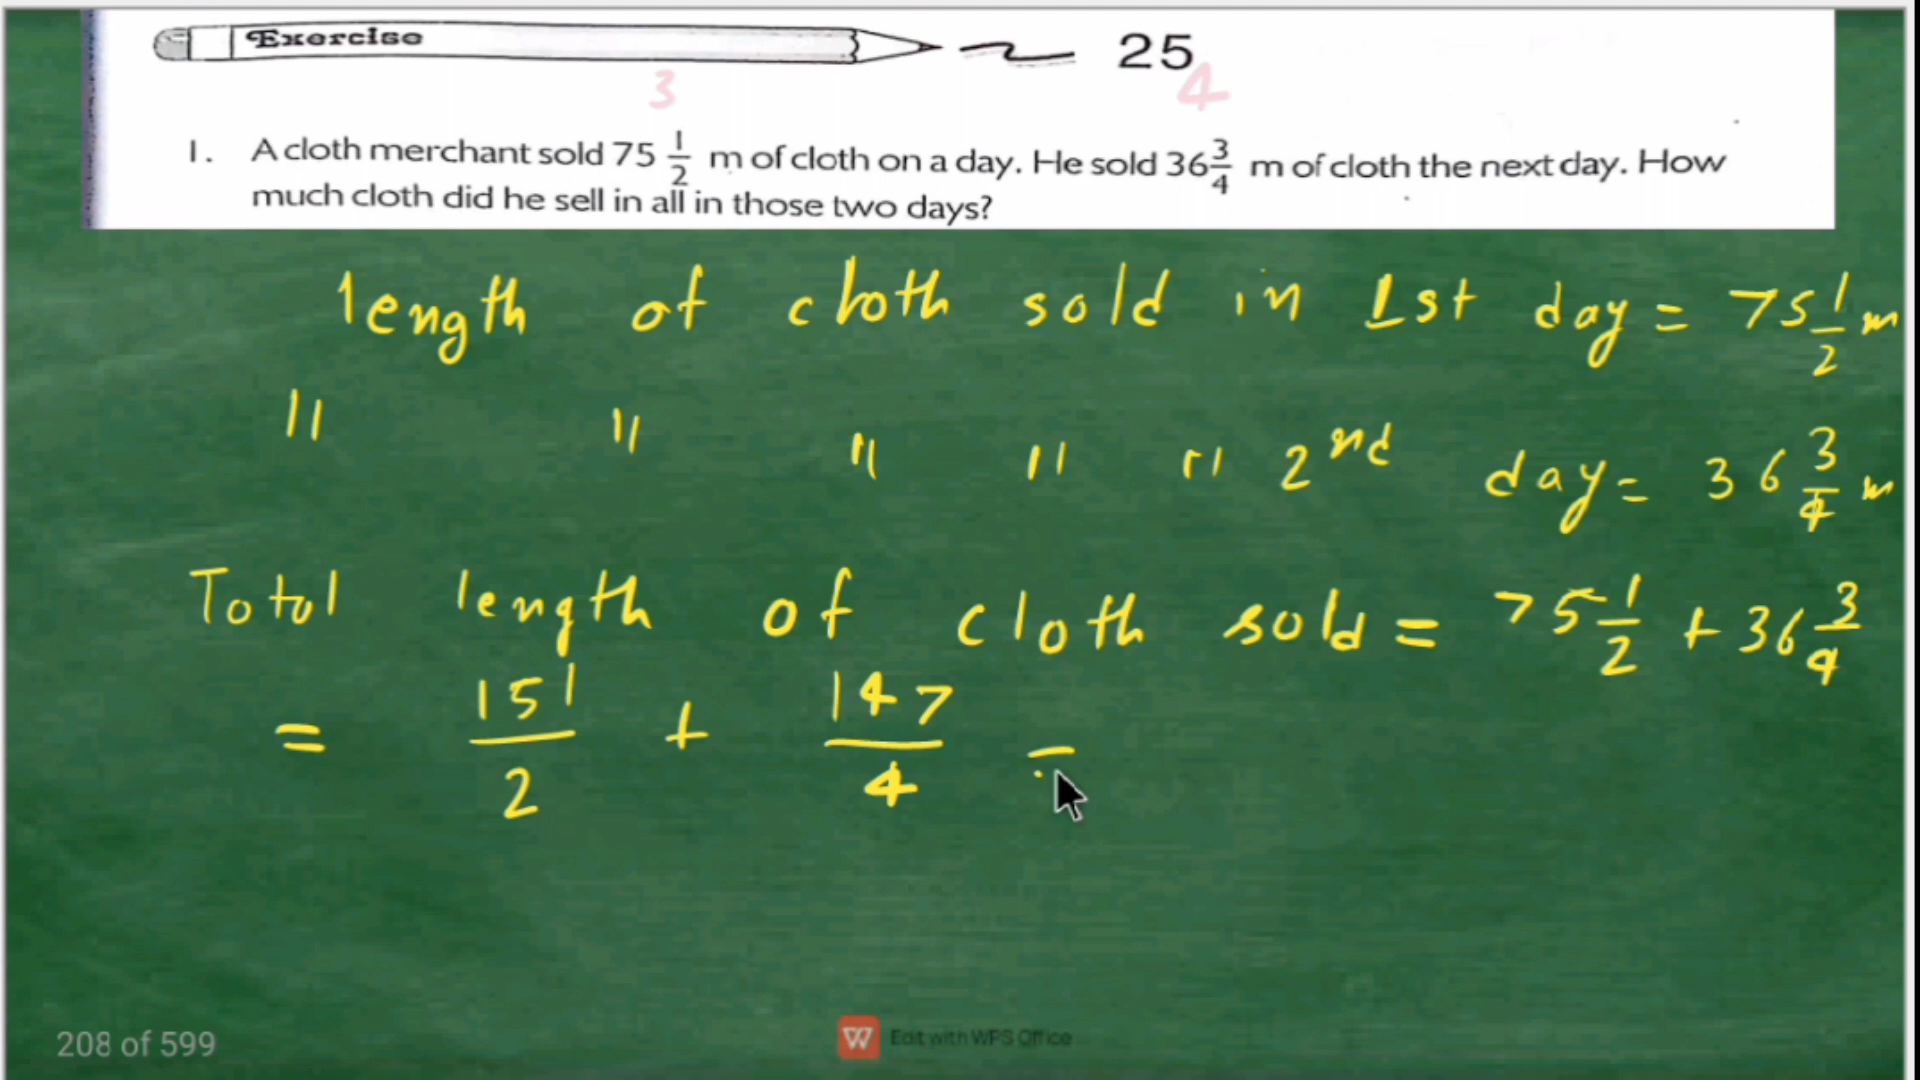 Exercise 25
3 4
1. A cloth merchant sold 75 1/2 m of cloth on a day. He sold 36 3/4 m of cloth the next day. How
much cloth did he sell in all in those two days?
length of cloth sold in 1st day = 75 1/2 m
" " " " " 2nd day = 36 3/4 m
Total length of cloth sold = 75 1/2 + 36 3/4
= 151/2 + 147/4 =
208 of 599
W Edit with WPS Office